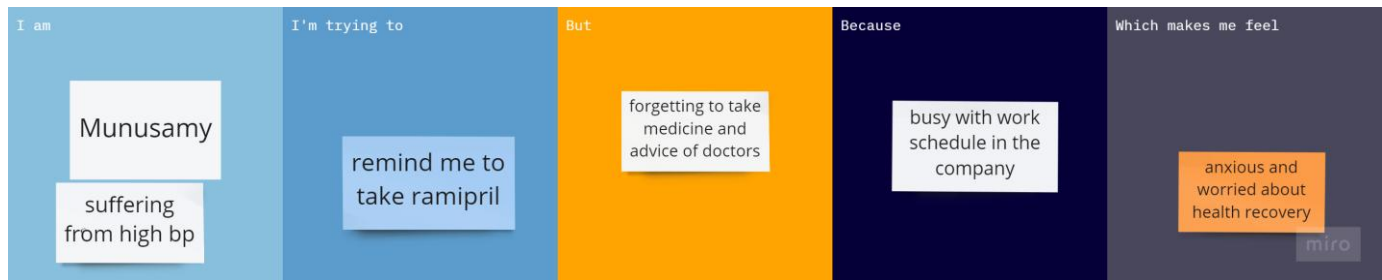 I am
Munusamy
suffering
from high bp
I'm trying to
remind me to
take ramipril
But
forgetting to take
medicine and
advice of doctors
Because
busy with work
schedule in the
company
Which makes me feel
anxious and
worried about
health recovery
miro